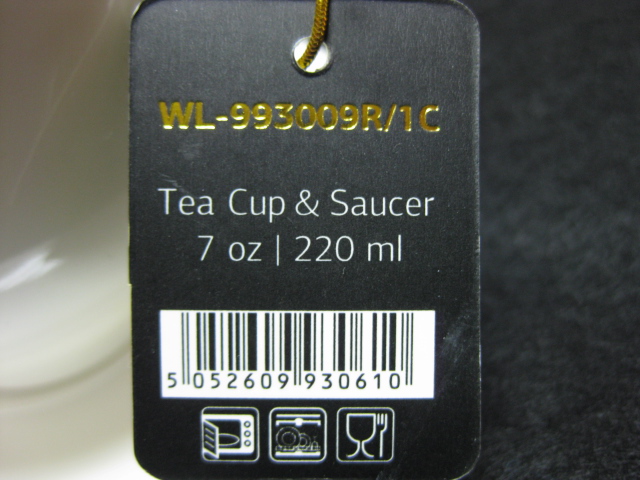 WL-993009R/1C
Tea Cup & Saucer
7 oz | 220 ml
5 052609 930610